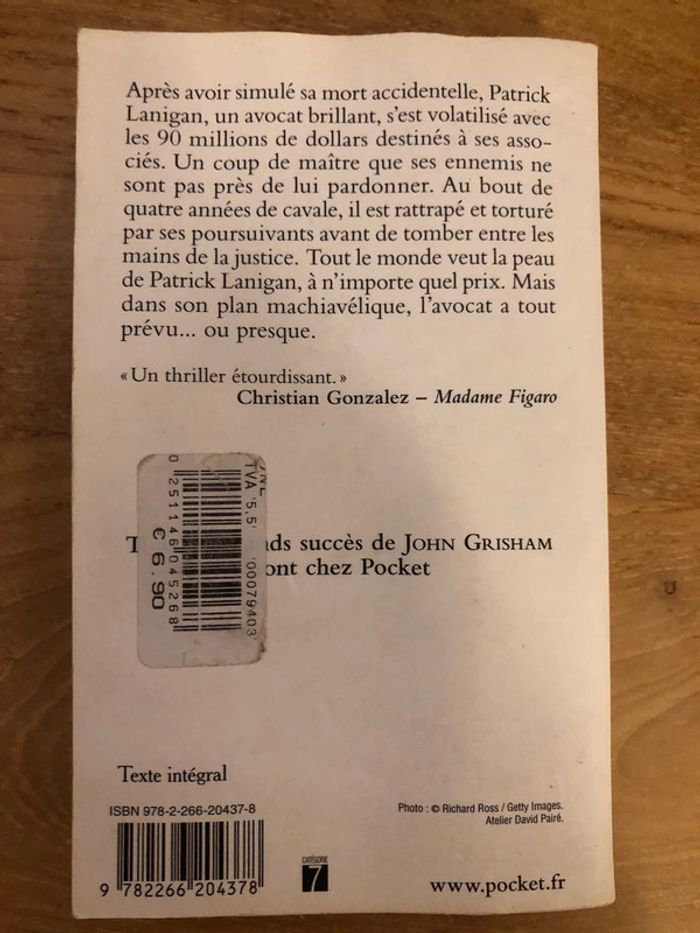 Après avoir simulé sa mort accidentelle, Patrick
Lanigan, un avocat brillant, s'est volatilisé avec
les 90 millions de dollars destinés à ses asso-
ciés. Un coup de maître que ses ennemis ne
sont pas près de lui pardonner. Au bout de
quatre années de cavale, il est rattrapé et torturé
par ses poursuivants avant de tomber entre les
mains de la justice. Tout le monde veut la peau
de Patrick Lanigan, à n'importe quel prix. Mais
dans son plan machiavélique, l'avocat a tout
prévu... ou presque.
« Un thriller étourdissant. »
Christian Gonzalez – Madame Figaro
TVA '5,5' '00079403'
0 251146 045268
€ 6.90
succès de JOHN GRISHAM
ont chez Pocket
Texte intégral
ISBN 978-2-266-20437-8
9 782266 204378
CATÉGORIE
7
Photo : © Richard Ross / Getty Images.
Atelier David Pairé.
www.pocket.fr